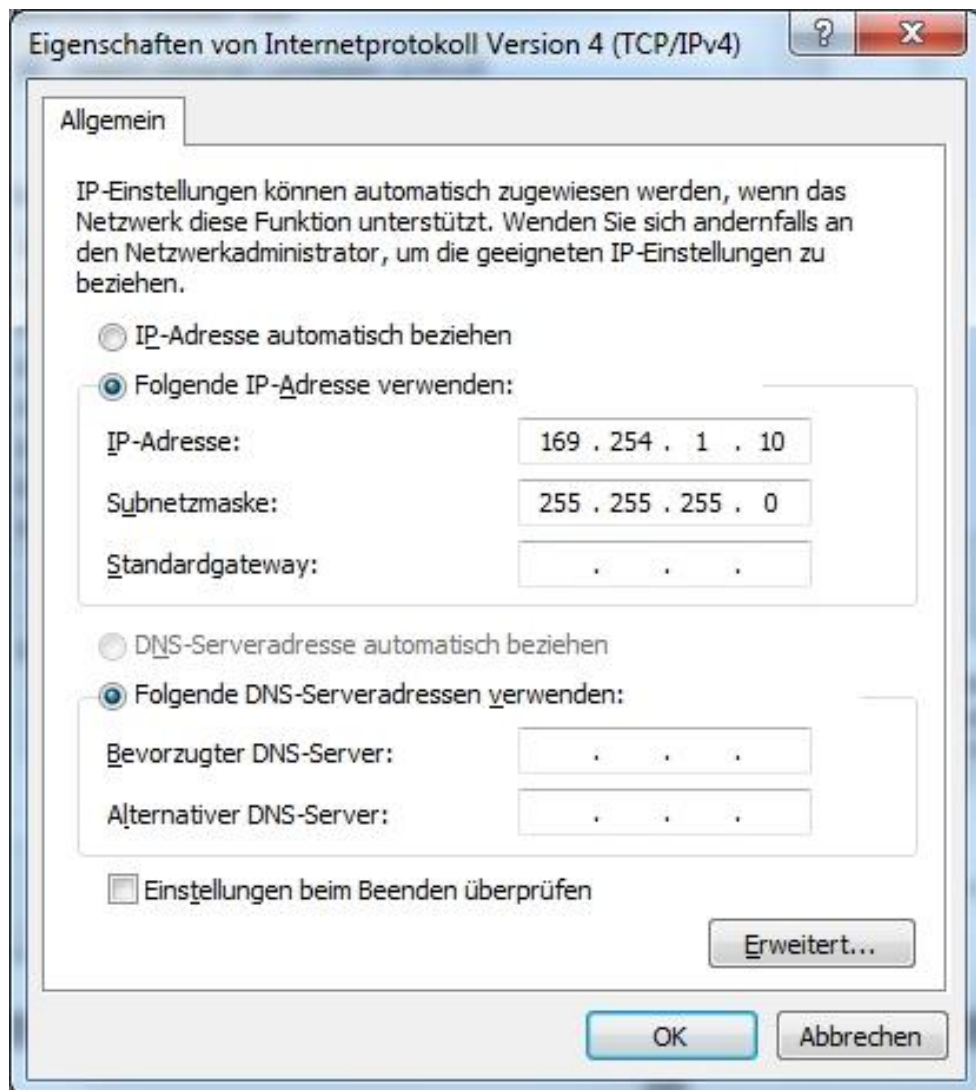 Eigenschaften von Internetprotokoll Version 4 (TCP/IPv4)
Allgemein
IP-Einstellungen können automatisch zugewiesen werden, wenn das
Netzwerk diese Funktion unterstützt. Wenden Sie sich andernfalls an
den Netzwerkadministrator, um die geeigneten IP-Einstellungen zu
beziehen.
IP-Adresse automatisch beziehen
Folgende IP-Adresse verwenden:
IP-Adresse: 169 . 254 . 1 . 10
Subnetzmaske: 255 . 255 . 255 . 0
Standardgateway: . . .
DNS-Serveradresse automatisch beziehen
Folgende DNS-Serveradressen verwenden:
Bevorzugter DNS-Server: . . .
Alternativer DNS-Server: . . .
Einstellungen beim Beenden überprüfen
Erweitert...
OK Abbrechen